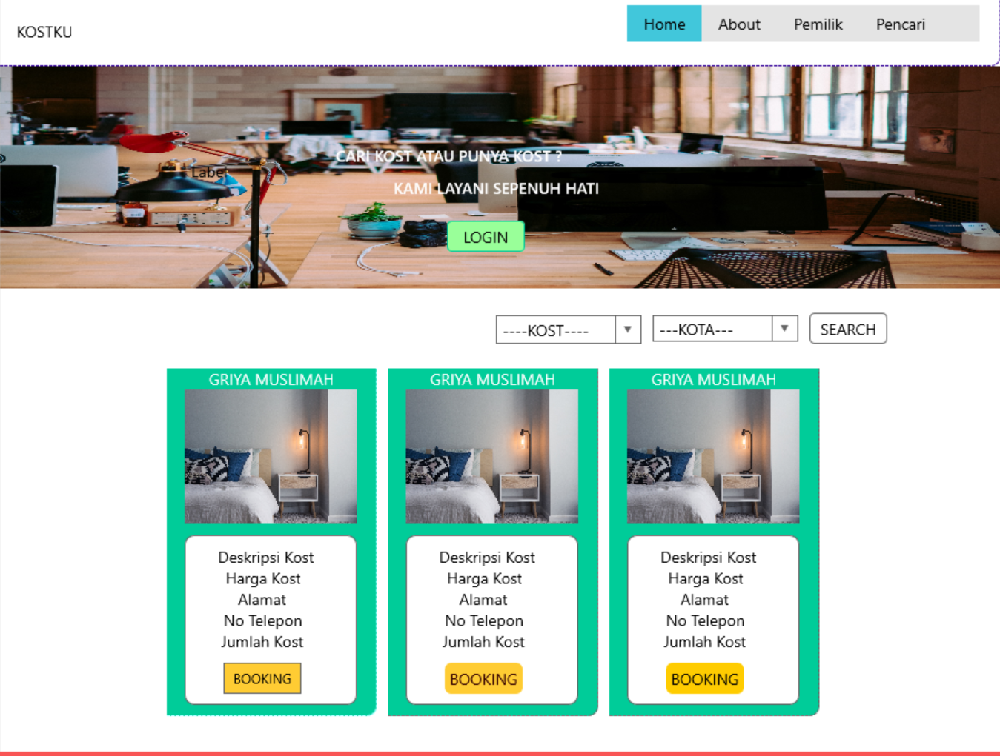 KOSTKU
Home About Pemilik Pencari
CARI KOST ATAU PUNYA KOST ?
Label
KAMI LAYANI SEPENUH HATI
LOGIN
----KOST---- ---KOTA--- SEARCH
GRIYA MUSLIMAH
Deskripsi Kost
Harga Kost
Alamat
No Telepon
Jumlah Kost
BOOKING
GRIYA MUSLIMAH
Deskripsi Kost
Harga Kost
Alamat
No Telepon
Jumlah Kost
BOOKING
GRIYA MUSLIMAH
Deskripsi Kost
Harga Kost
Alamat
No Telepon
Jumlah Kost
BOOKING